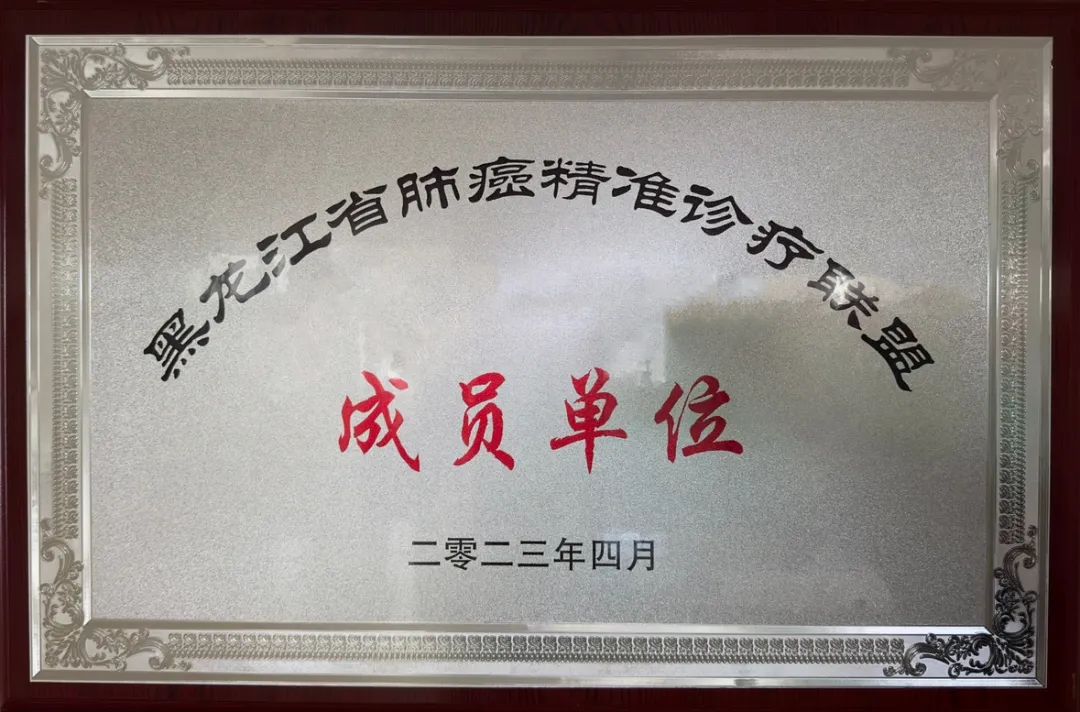 黑龙江省肺癌精准诊疗联盟
成员单位
二零二三年四月